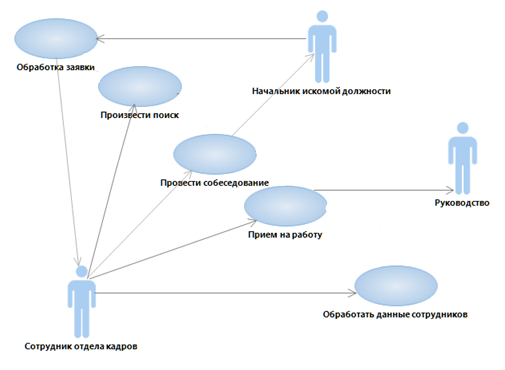 Обработка заявки
Начальник искомой должности
Произвести поиск
Провести собеседование
Руководство
Прием на работу
Обработать данные сотрудников
Сотрудник отдела кадров